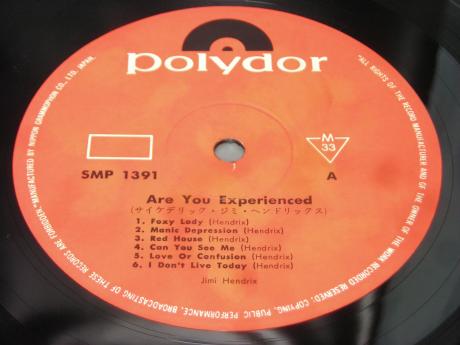 polydor
SMP 1391
M
33
A
Are You Experienced
(サイケデリック・ジミ・ヘンドリックス)
1. Foxy Lady (Hendrix)
2. Manic Depression (Hendrix)
3. Red House (Hendrix)
4. Can You See Me (Hendrix)
5. Love Or Confusion (Hendrix)
6. I Don't Live Today (Hendrix)
Jimi Hendrix
"ALL RIGHTS OF THE RECORD MANUFACTURER AND OF THE OWNER OF THE WORK RECORDED RESERVED. COPYING, PUBLIC PERFORMANCE, BROADCASTING OF THESE RECORDS ARE FORBIDDEN." MANUFACTURED BY NIPPON GRAMMOPHON CO., LTD. JAPAN.